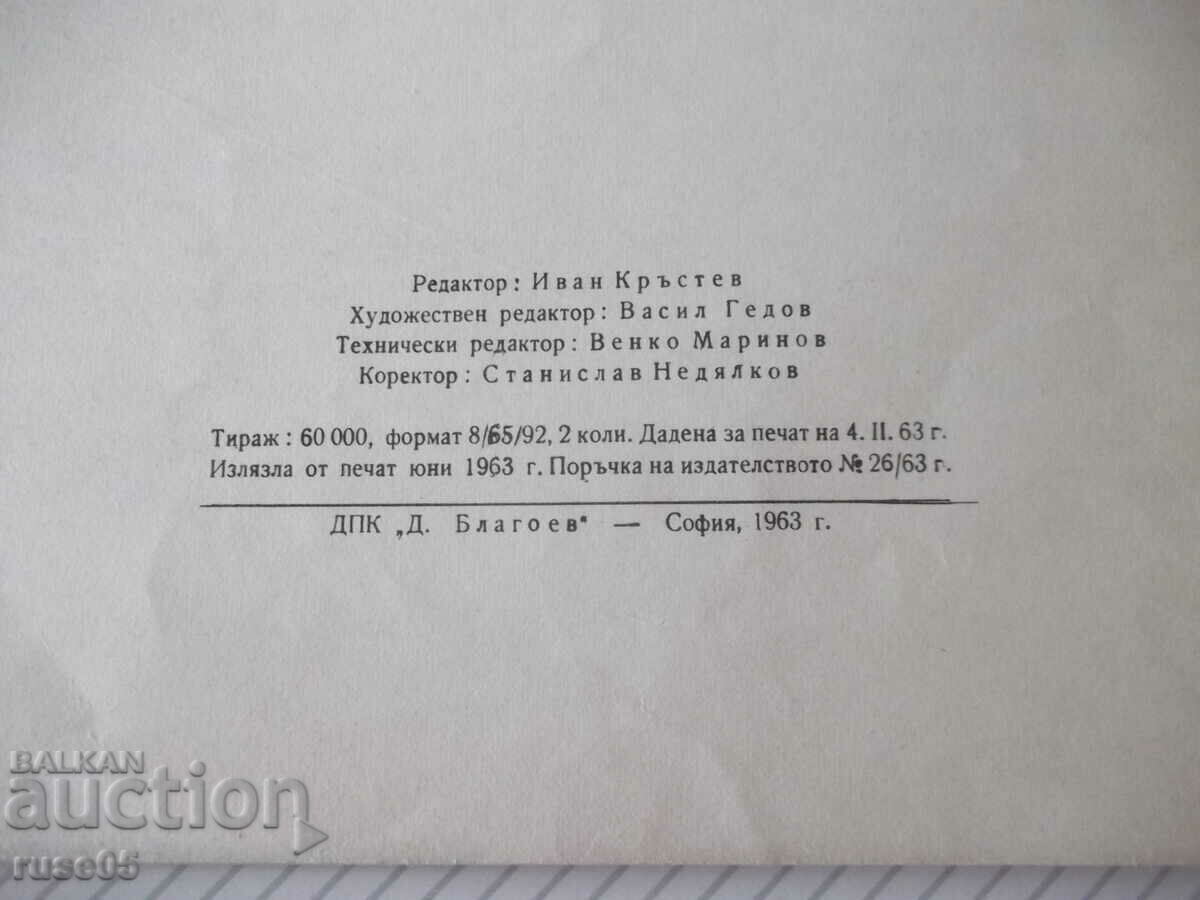 Редактор: Иван Кръстев
Художествен редактор: Васил Гедов
Технически редактор: Венко Маринов
Коректор: Станислав Недялков
Тираж: 60 000, формат 8/65/92, 2 коли. Дадена за печат на 4. II. 63 г.
Излязла от печат юни 1963 г. Поръчка на издателството № 26/63 г.
ДПК „Д. Благоев“ — София, 1963 г.
BALKAN
auction
ruse05